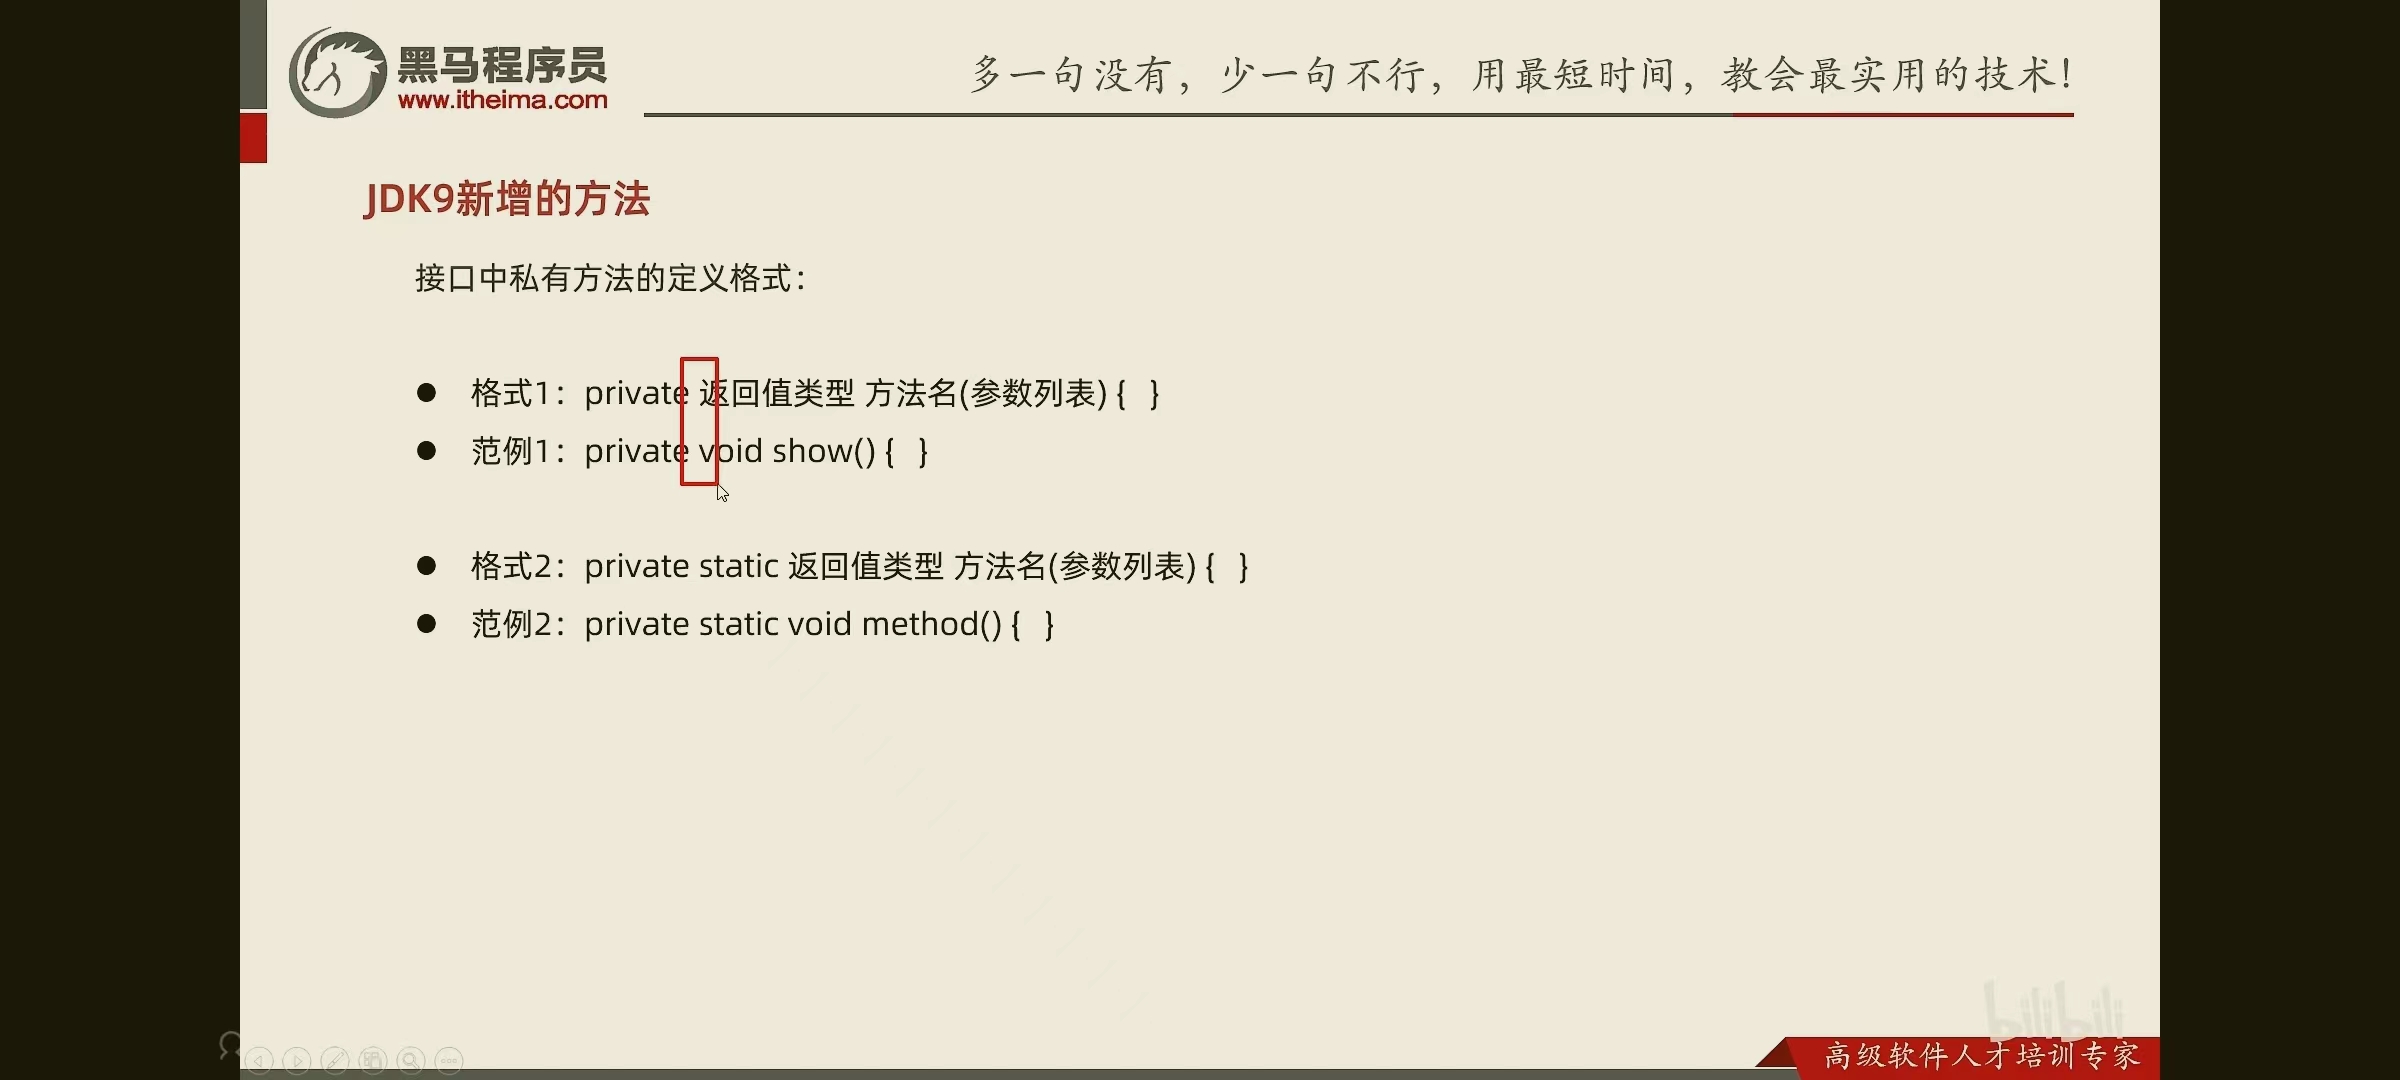 黑马程序员
www.itheima.com
多一句没有，少一句不行，用最短时间，教会最实用的技术！
JDK9新增的方法
接口中私有方法的定义格式：
● 格式1：private 返回值类型 方法名(参数列表) { }
● 范例1：private void show() { }
● 格式2：private static 返回值类型 方法名(参数列表) { }
● 范例2：private static void method() { }
bilibili
高级软件人才培训专家